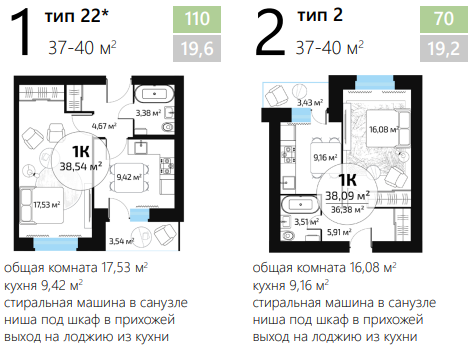 1 тип 22* 110
37-40 м² 19,6
3,38 м²
4,67 м²
1К
38,54 м²
9,42 м²
17,53 м²
3,54 м²
общая комната 17,53 м²
кухня 9,42 м²
стиральная машина в санузле
ниша под шкаф в прихожей
выход на лоджию из кухни
2 тип 2 70
37-40 м² 19,2
3,43 м²
16,08 м²
9,16 м²
1К
38,09 м²
36,38 м²
3,51 м²
5,91 м²
общая комната 16,08 м²
кухня 9,16 м²
стиральная машина в санузле
ниша под шкаф в прихожей
выход на лоджию из кухни